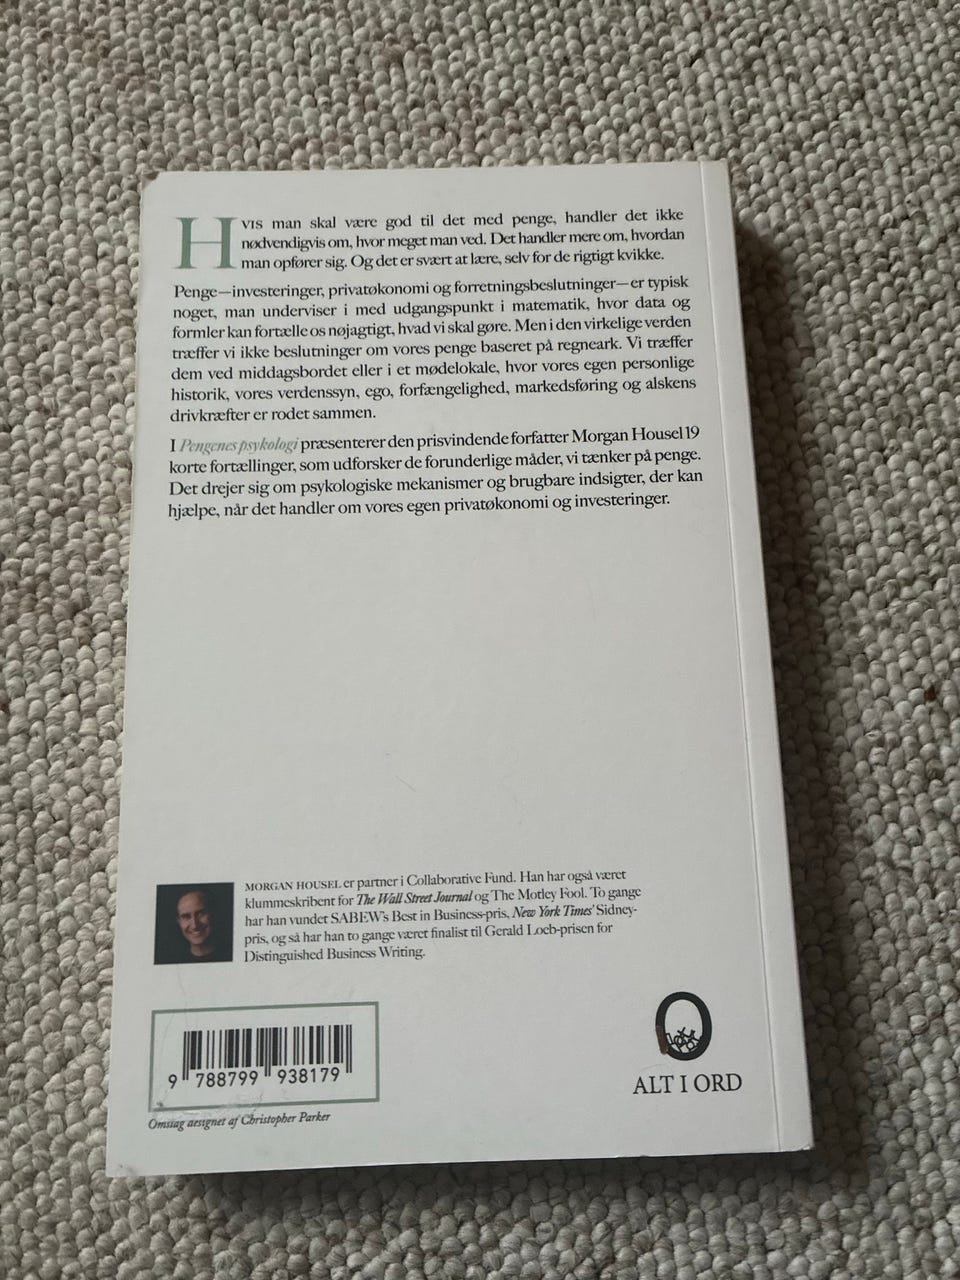 HVIS man skal være god til det med penge, handler det ikke
nødvendigvis om, hvor meget man ved. Det handler mere om, hvordan
man opfører sig. Og det er svært at lære, selv for de rigtigt kvikke.
Penge—investeringer, privatøkonomi og forretningsbeslutninger—er typisk
noget, man underviser i med udgangspunkt i matematik, hvor data og
formler kan fortælle os nøjagtigt, hvad vi skal gøre. Men i den virkelige verden
træffer vi ikke beslutninger om vores penge baseret på regneark. Vi træffer
dem ved middagsbordet eller i et mødelokale, hvor vores egen personlige
historik, vores verdenssyn, ego, forfængelighed, markedsføring og alskens
drivkræfter er rodet sammen.
I Pengenes psykologi præsenterer den prisvindende forfatter Morgan Housel 19
korte fortællinger, som udforsker de forunderlige måder, vi tænker på penge.
Det drejer sig om psykologiske mekanismer og brugbare indsigter, der kan
hjælpe, når det handler om vores egen privatøkonomi og investeringer.
MORGAN HOUSEL er partner i Collaborative Fund. Han har også været
klummeskribent for The Wall Street Journal og The Motley Fool. To gange
har han vundet SABEW's Best in Business-pris, New York Times' Sidney-
pris, og så har han to gange været finalist til Gerald Loeb-prisen for
Distinguished Business Writing.
9 788799 938179
Omslag designet af Christopher Parker
ALT I ORD